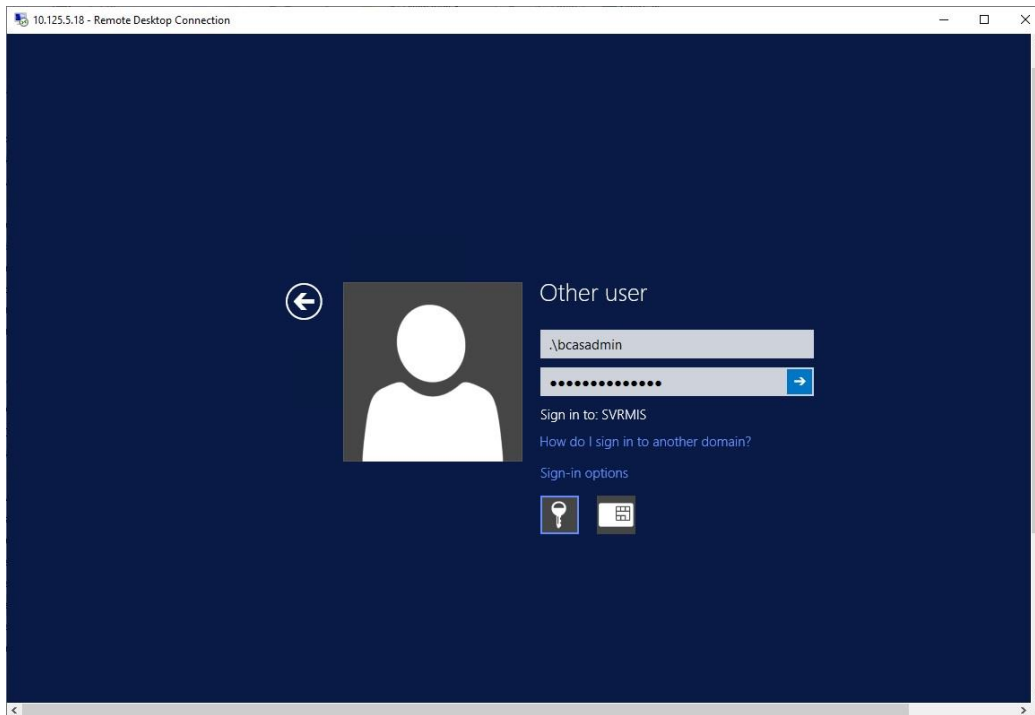 10.125.5.18 - Remote Desktop Connection
Other user
.\bcasadmin
••••••••••••••
Sign in to: SVRMIS
How do I sign in to another domain?
Sign-in options